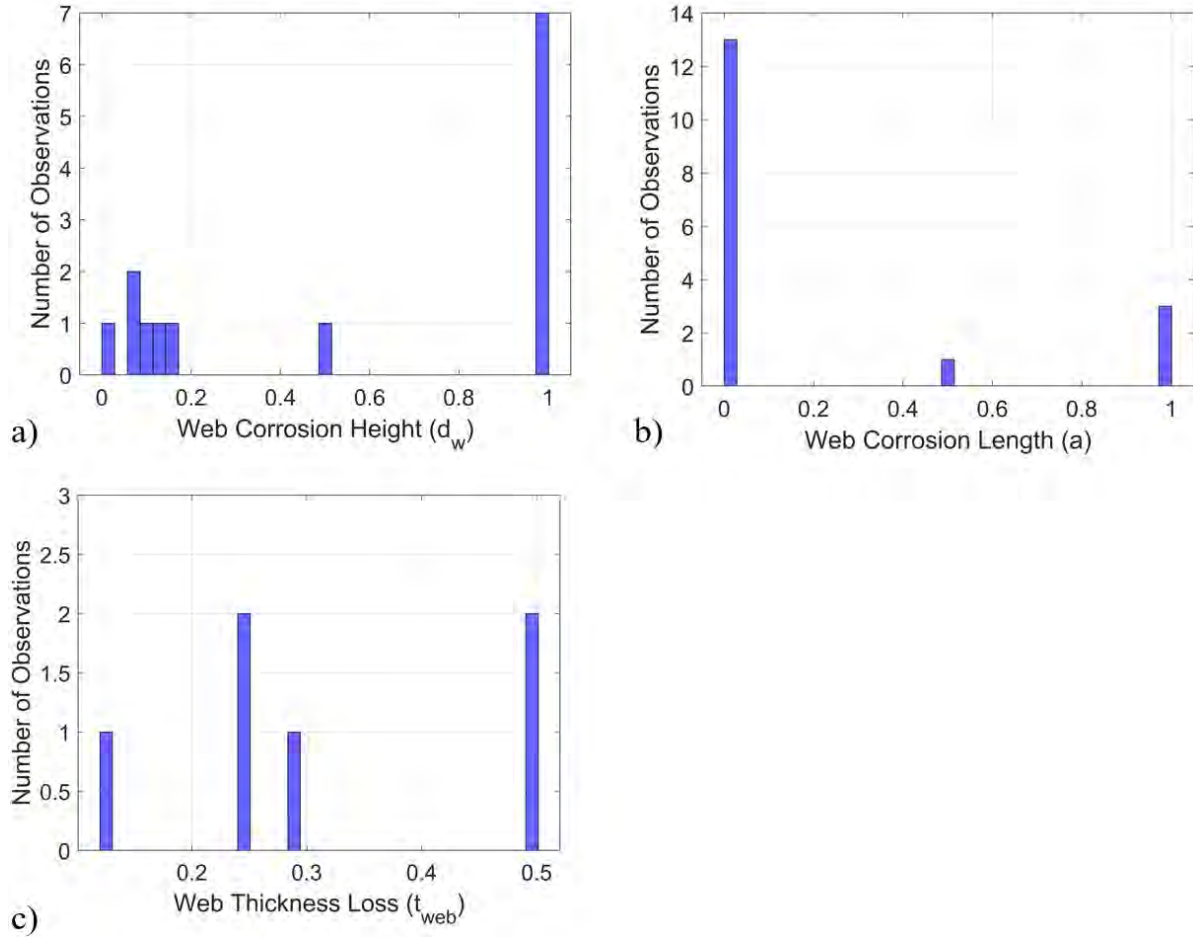 7
6
5
4
3
2
1
0
Number of Observations
0 0.2 0.4 0.6 0.8 1
Web Corrosion Height (d_w)
a)
14
12
10
8
6
4
2
0
Number of Observations
0 0.2 0.4 0.6 0.8 1
Web Corrosion Length (a)
b)
3
2.5
2
1.5
1
0.5
0
Number of Observations
0.2 0.3 0.4 0.5
Web Thickness Loss (t_web)
c)